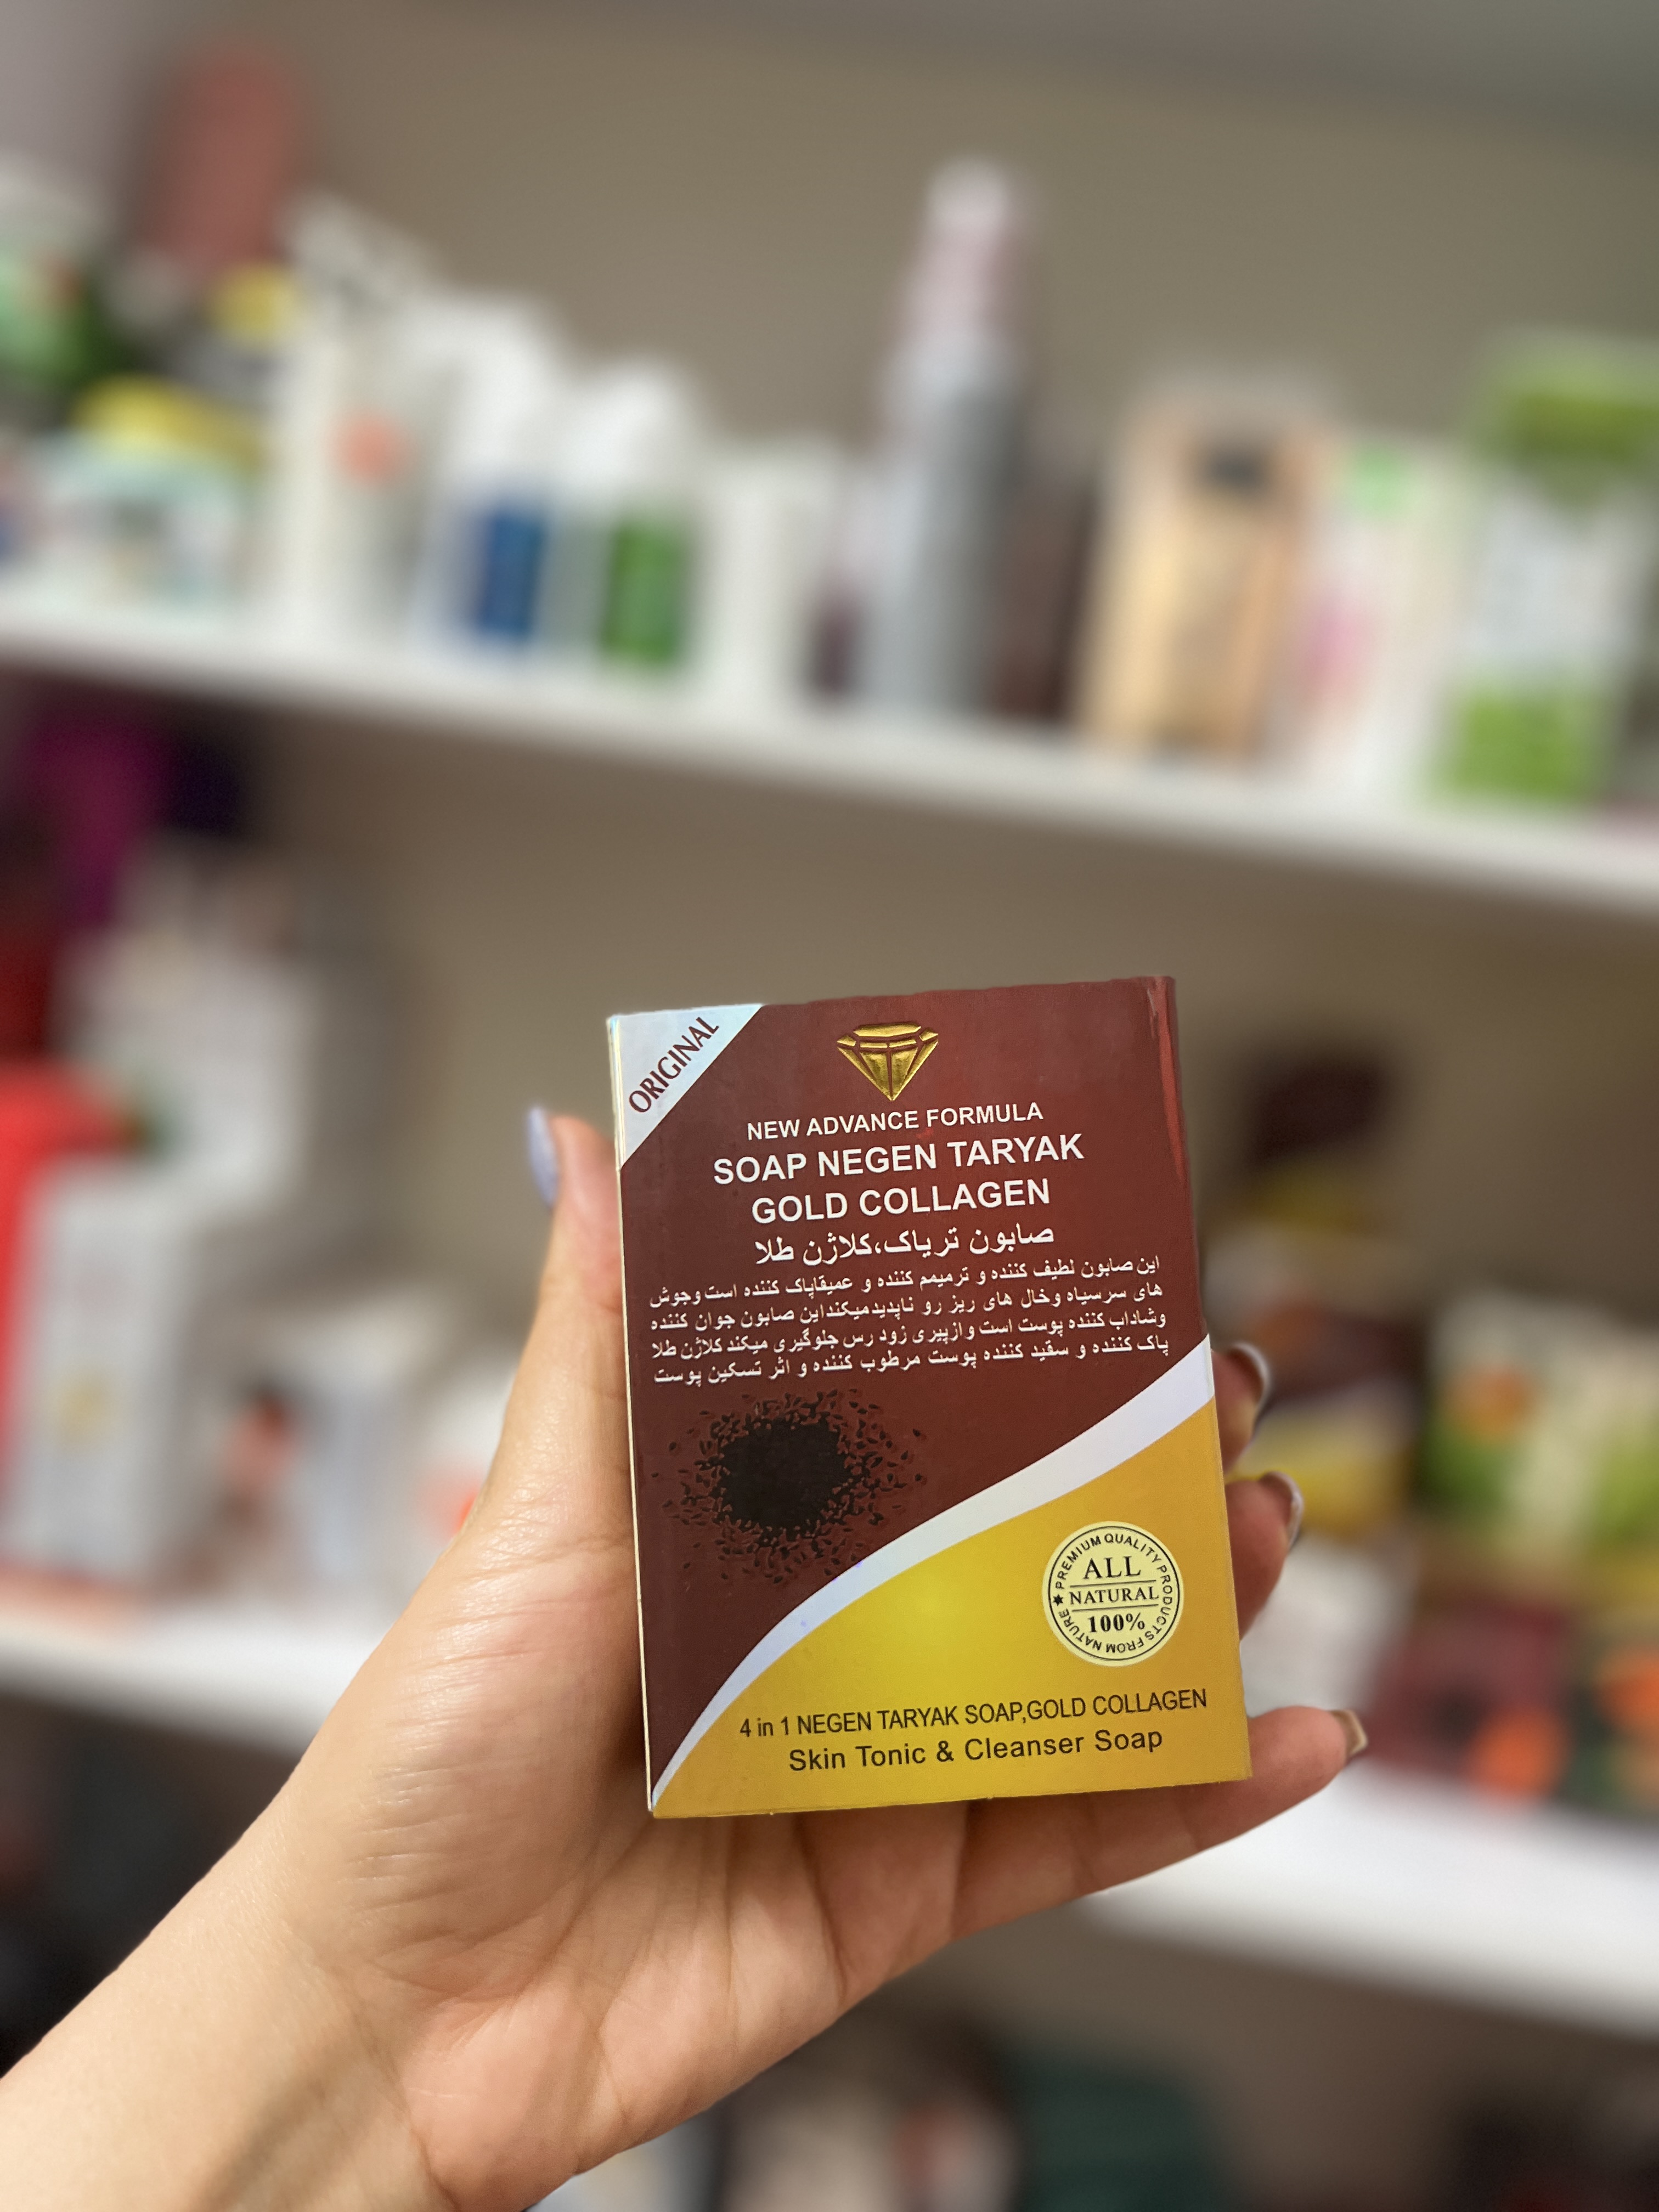 ORIGINAL
NEW ADVANCE FORMULA
SOAP NEGEN TARYAK
GOLD COLLAGEN
صابون تریاک،کلاژن طلا
این صابون لطیف کننده و ترمیمم کننده و عمیقاپاک کننده است وجوش
های سرسیاه وخال های ریز رو ناپدیدمیکنداین صابون جوان کننده
وشاداب کننده پوست است وازپیری زود رس جلوگیری میکند کلاژن طلا
پاک کننده و سقید کننده پوست مرطوب کننده و اثر تسکین پوست
PREMIUM QUALITY PRODUCTS FROM NATURE
ALL
NATURAL
100%
4 in 1 NEGEN TARYAK SOAP,GOLD COLLAGEN
Skin Tonic & Cleanser Soap